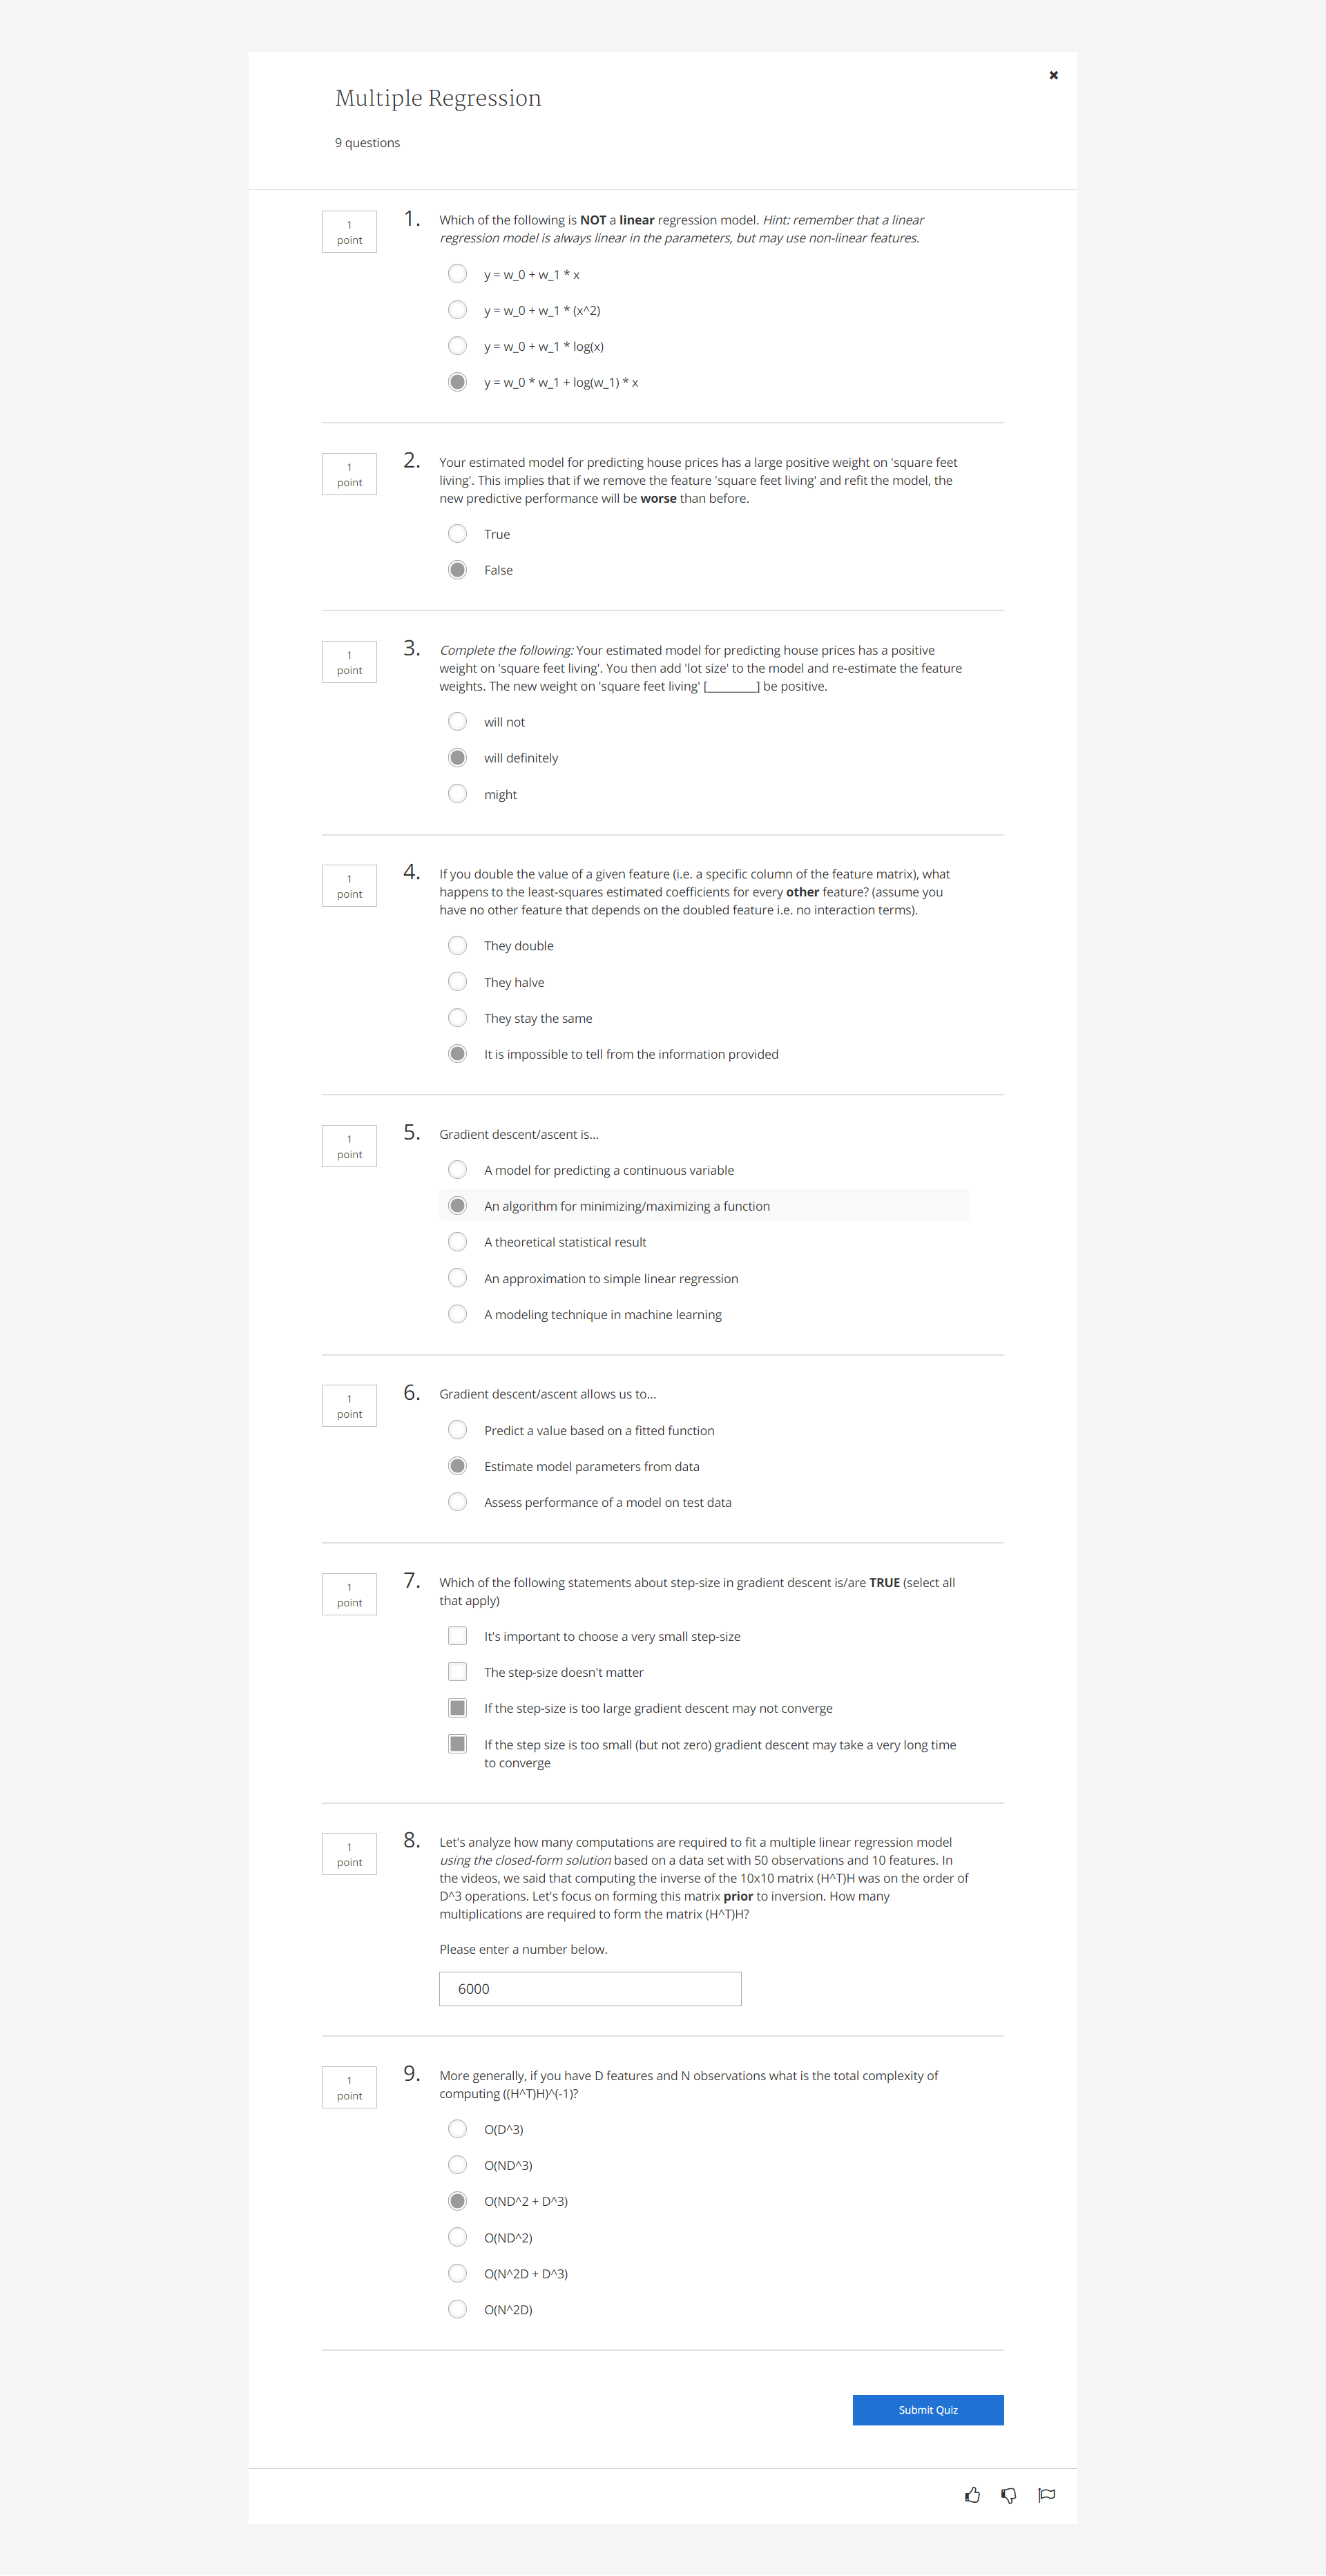 Multiple Regression
9 questions
1
point
1.
Which of the following is NOT a linear regression model. Hint: remember that a linear
regression model is always linear in the parameters, but may use non-linear features.
y = w_0 + w_1 * x
y = w_0 + w_1 * (x^2)
y = w_0 + w_1 * log(x)
y = w_0 * w_1 + log(w_1) * x
1
point
2.
Your estimated model for predicting house prices has a large positive weight on 'square feet
living'. This implies that if we remove the feature 'square feet living' and refit the model, the
new predictive performance will be worse than before.
True
False
1
point
3.
Complete the following: Your estimated model for predicting house prices has a positive
weight on 'square feet living'. You then add 'lot size' to the model and re-estimate the feature
weights. The new weight on 'square feet living' [_________] be positive.
will not
will definitely
might
1
point
4.
If you double the value of a given feature (i.e. a specific column of the feature matrix), what
happens to the least-squares estimated coefficients for every other feature? (assume you
have no other feature that depends on the doubled feature i.e. no interaction terms).
They double
They halve
They stay the same
It is impossible to tell from the information provided
1
point
5.
Gradient descent/ascent is...
A model for predicting a continuous variable
An algorithm for minimizing/maximizing a function
A theoretical statistical result
An approximation to simple linear regression
A modeling technique in machine learning
1
point
6.
Gradient descent/ascent allows us to...
Predict a value based on a fitted function
Estimate model parameters from data
Assess performance of a model on test data
1
point
7.
Which of the following statements about step-size in gradient descent is/are TRUE (select all
that apply)
It's important to choose a very small step-size
The step-size doesn't matter
If the step-size is too large gradient descent may not converge
If the step size is too small (but not zero) gradient descent may take a very long time
to converge
1
point
8.
Let's analyze how many computations are required to fit a multiple linear regression model
using the closed-form solution based on a data set with 50 observations and 10 features. In
the videos, we said that computing the inverse of the 10x10 matrix (H^T)H was on the order of
D^3 operations. Let's focus on forming this matrix prior to inversion. How many
multiplications are required to form the matrix (H^T)H?
Please enter a number below.
6000
1
point
9.
More generally, if you have D features and N observations what is the total complexity of
computing ((H^T)H)^(-1)?
O(D^3)
O(ND^3)
O(ND^2 + D^3)
O(ND^2)
O(N^2D + D^3)
O(N^2D)
Submit Quiz